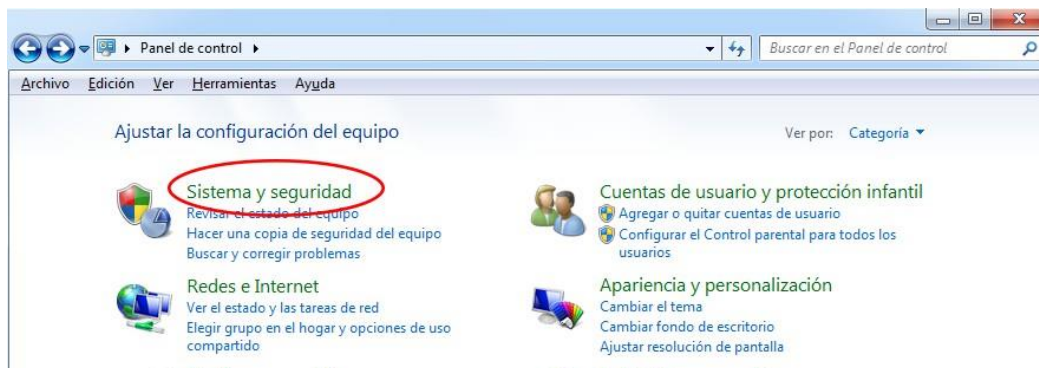 Panel de control
Buscar en el Panel de control
Archivo Edición Ver Herramientas Ayuda
Ajustar la configuración del equipo
Ver por: Categoría
Sistema y seguridad
Revisar el estado del equipo
Hacer una copia de seguridad del equipo
Buscar y corregir problemas
Cuentas de usuario y protección infantil
Agregar o quitar cuentas de usuario
Configurar el Control parental para todos los
usuarios
Redes e Internet
Ver el estado y las tareas de red
Elegir grupo en el hogar y opciones de uso
compartido
Apariencia y personalización
Cambiar el tema
Cambiar fondo de escritorio
Ajustar resolución de pantalla